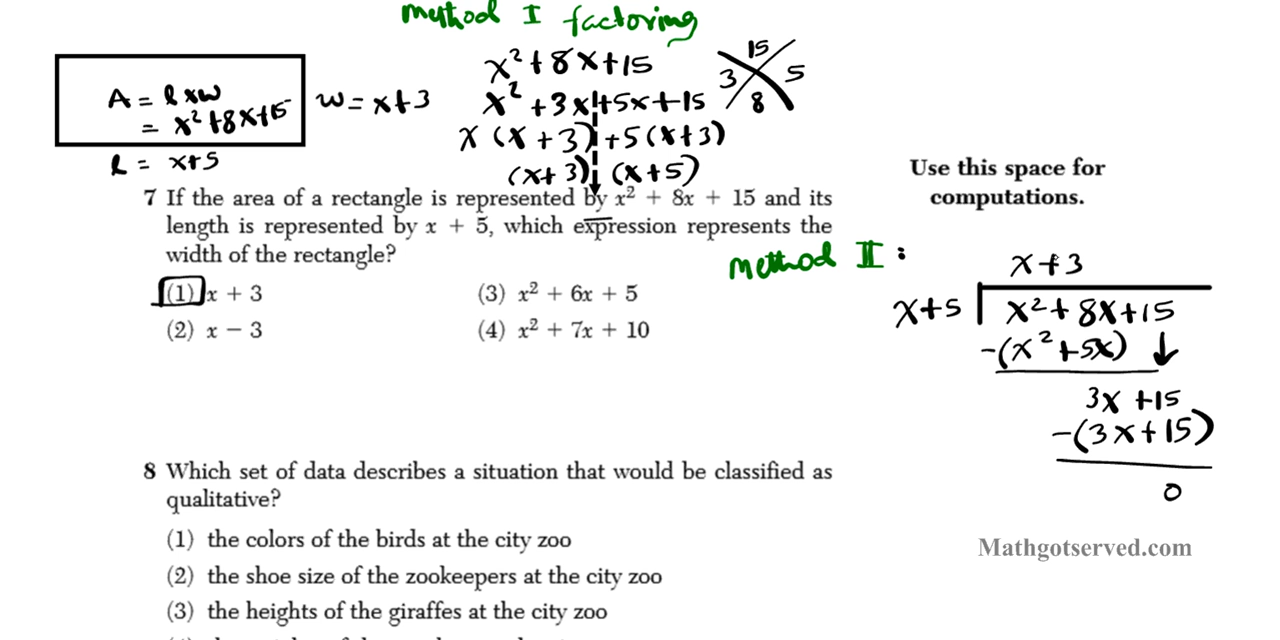 Method I factoring
x² + 8x + 15
15
3 5
8
x² + 3x + 5x + 15
x (x + 3) + 5 (x + 3)
(x + 3) (x + 5)
A = l x w
= x² + 8x + 15
w = x + 3
l = x + 5
7 If the area of a rectangle is represented by x² + 8x + 15 and its
length is represented by x + 5, which expression represents the
width of the rectangle?
(1) x + 3
(2) x − 3
(3) x² + 6x + 5
(4) x² + 7x + 10
Use this space for
computations.
Method II :
x + 3
x + 5 x² + 8x + 15
-(x² + 5x)
3x + 15
-(3x + 15)
0
8 Which set of data describes a situation that would be classified as
qualitative?
(1) the colors of the birds at the city zoo
(2) the shoe size of the zookeepers at the city zoo
(3) the heights of the giraffes at the city zoo
Mathgotserved.com